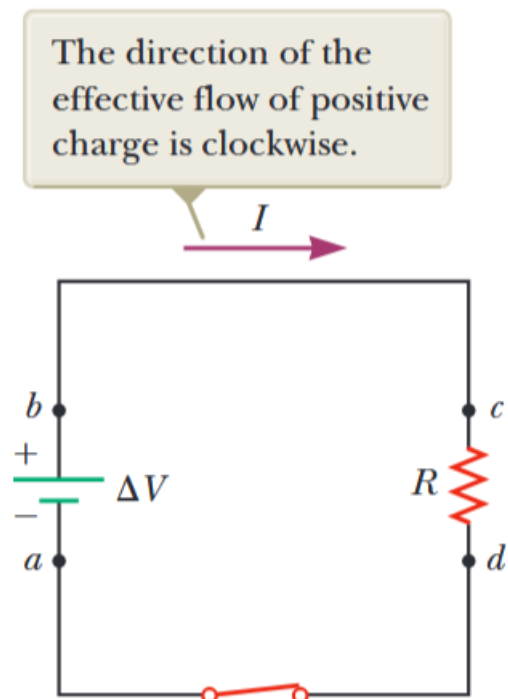 The direction of the
effective flow of positive
charge is clockwise.
I
b
c
+
ΔV
R
−
a
d